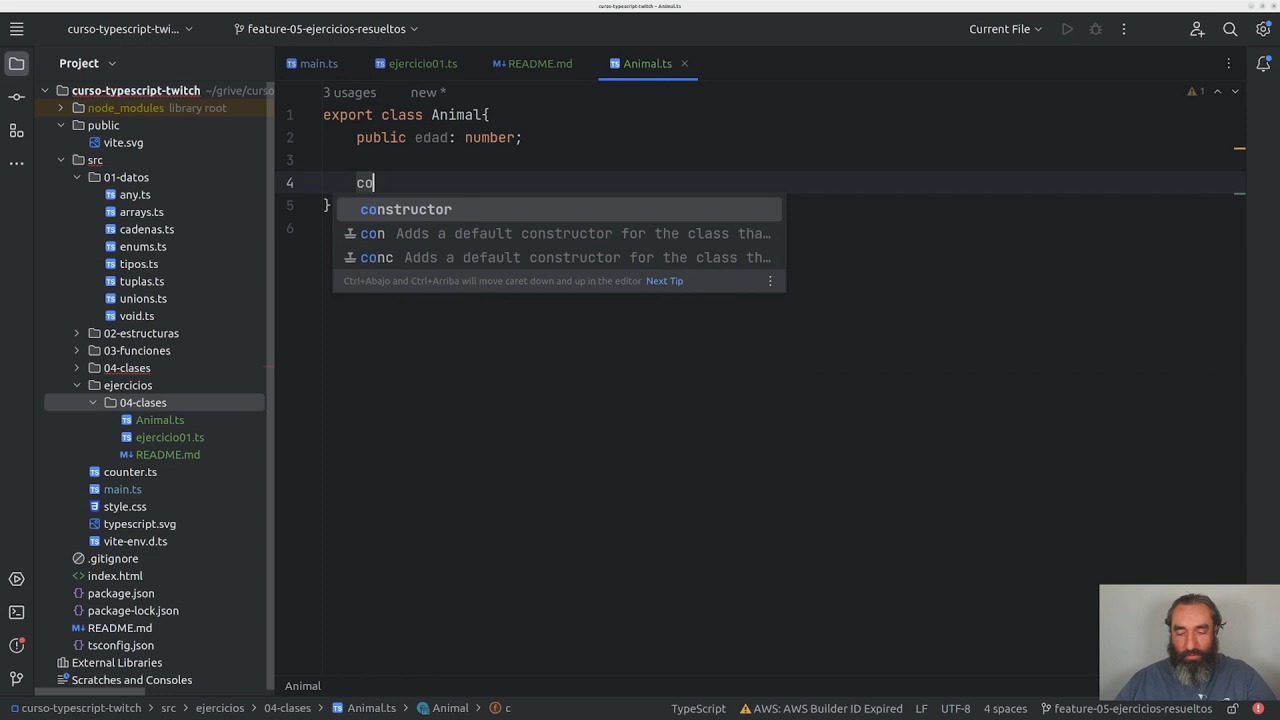 curso-typescript-twitch – Animal.ts
curso-typescript-twi...
feature-05-ejercicios-resueltos
Current File
Project
main.ts
ejercicio01.ts
README.md
Animal.ts
curso-typescript-twitch ~/grive/curso
node_modules library root
public
vite.svg
src
01-datos
any.ts
arrays.ts
cadenas.ts
enums.ts
tipos.ts
tuplas.ts
unions.ts
void.ts
02-estructuras
03-funciones
04-clases
ejercicios
04-clases
Animal.ts
ejercicio01.ts
README.md
counter.ts
main.ts
style.css
typescript.svg
vite-env.d.ts
.gitignore
index.html
package.json
package-lock.json
README.md
tsconfig.json
External Libraries
Scratches and Consoles
3 usages new *
1
1 export class Animal{
2 public edad: number;
3
4 co
5 }
6
constructor
con Adds a default constructor for the class tha...
conc Adds a default constructor for the class th...
Ctrl+Abajo and Ctrl+Arriba will move caret down and up in the editor Next Tip
Animal
curso-typescript-twitch > src > ejercicios > 04-clases > Animal.ts > Animal > c
TypeScript
AWS: AWS Builder ID Expired
LF
UTF-8
4 spaces
feature-05-ejercicios-resueltos